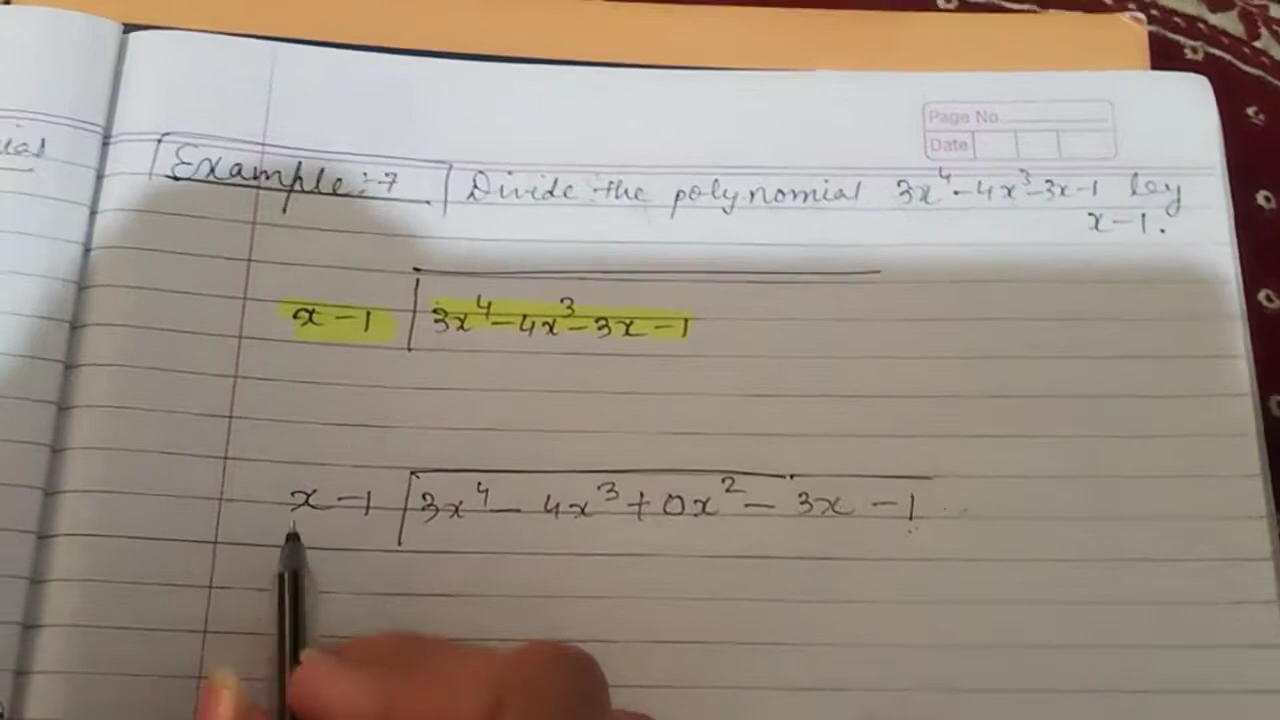 Page No.
Date
Example:-7 Divide the polynomial 3x⁴-4x³-3x-1 by
x-1.
x-1 3x⁴-4x³-3x-1
x-1 3x⁴-4x³+0x²-3x-1